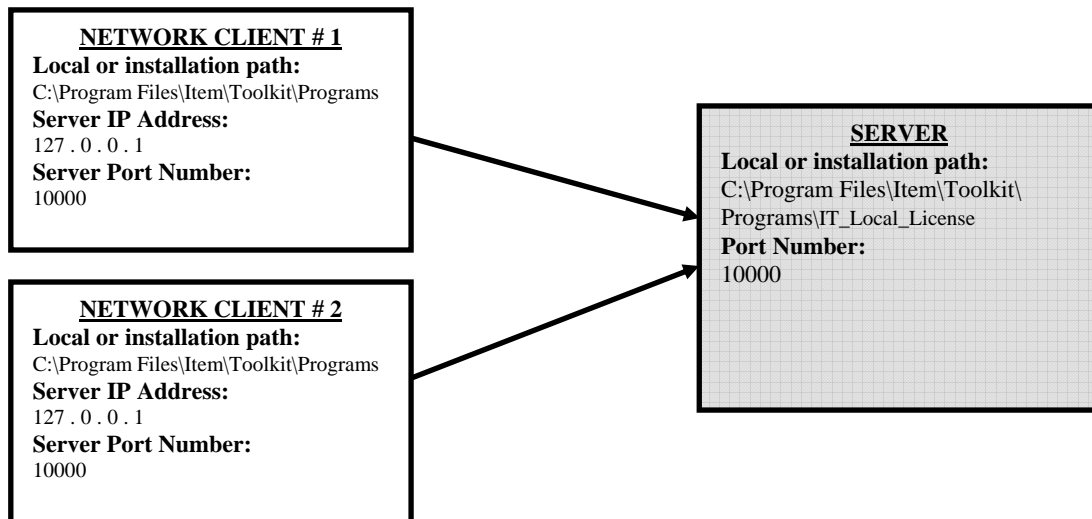 NETWORK CLIENT # 1
Local or installation path:
C:\Program Files\Item\Toolkit\Programs
Server IP Address:
127 . 0 . 0 . 1
Server Port Number:
10000
NETWORK CLIENT # 2
Local or installation path:
C:\Program Files\Item\Toolkit\Programs
Server IP Address:
127 . 0 . 0 . 1
Server Port Number:
10000
SERVER
Local or installation path:
C:\Program Files\Item\Toolkit\
Programs\IT_Local_License
Port Number:
10000